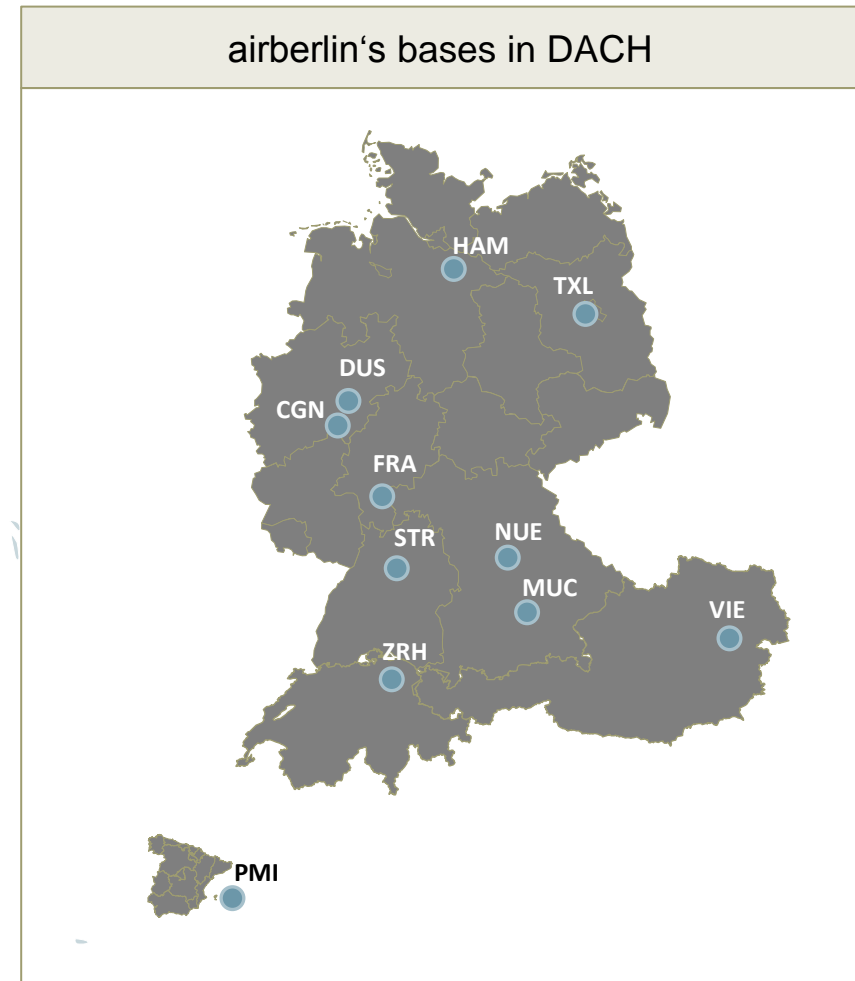 airberlin‘s bases in DACH
HAM
TXL
DUS
CGN
FRA
STR
NUE
MUC
VIE
ZRH
PMI